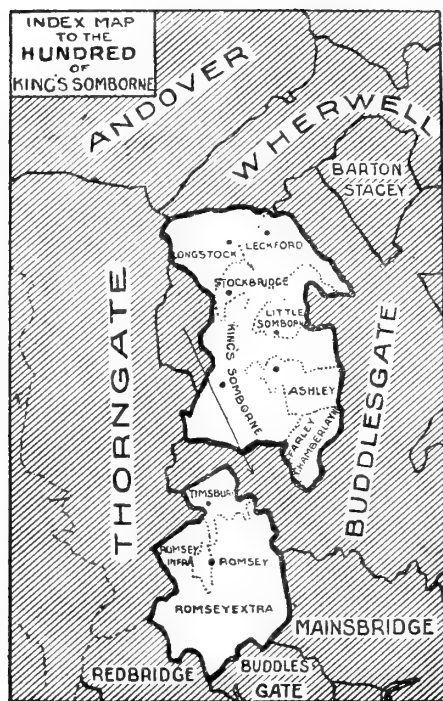 INDEX MAP
TO THE
HUNDRED
OF
KING'S SOMBORNE
ANDOVER
WHERWELL
BARTON
STACEY
LONGSTOCK
LECKFORD
STOCKBRIDGE
LITTLE
SOMBORN
KING'S SOMBORNE
ASHLEY
FARLEY
CHAMBERLAYN
THORNGATE
BUDDLESGATE
TIMSBURY
ROMSEY
INFRA
ROMSEY
ROMSEY EXTRA
MAINSBRIDGE
REDBRIDGE
BUDDLES
GATE